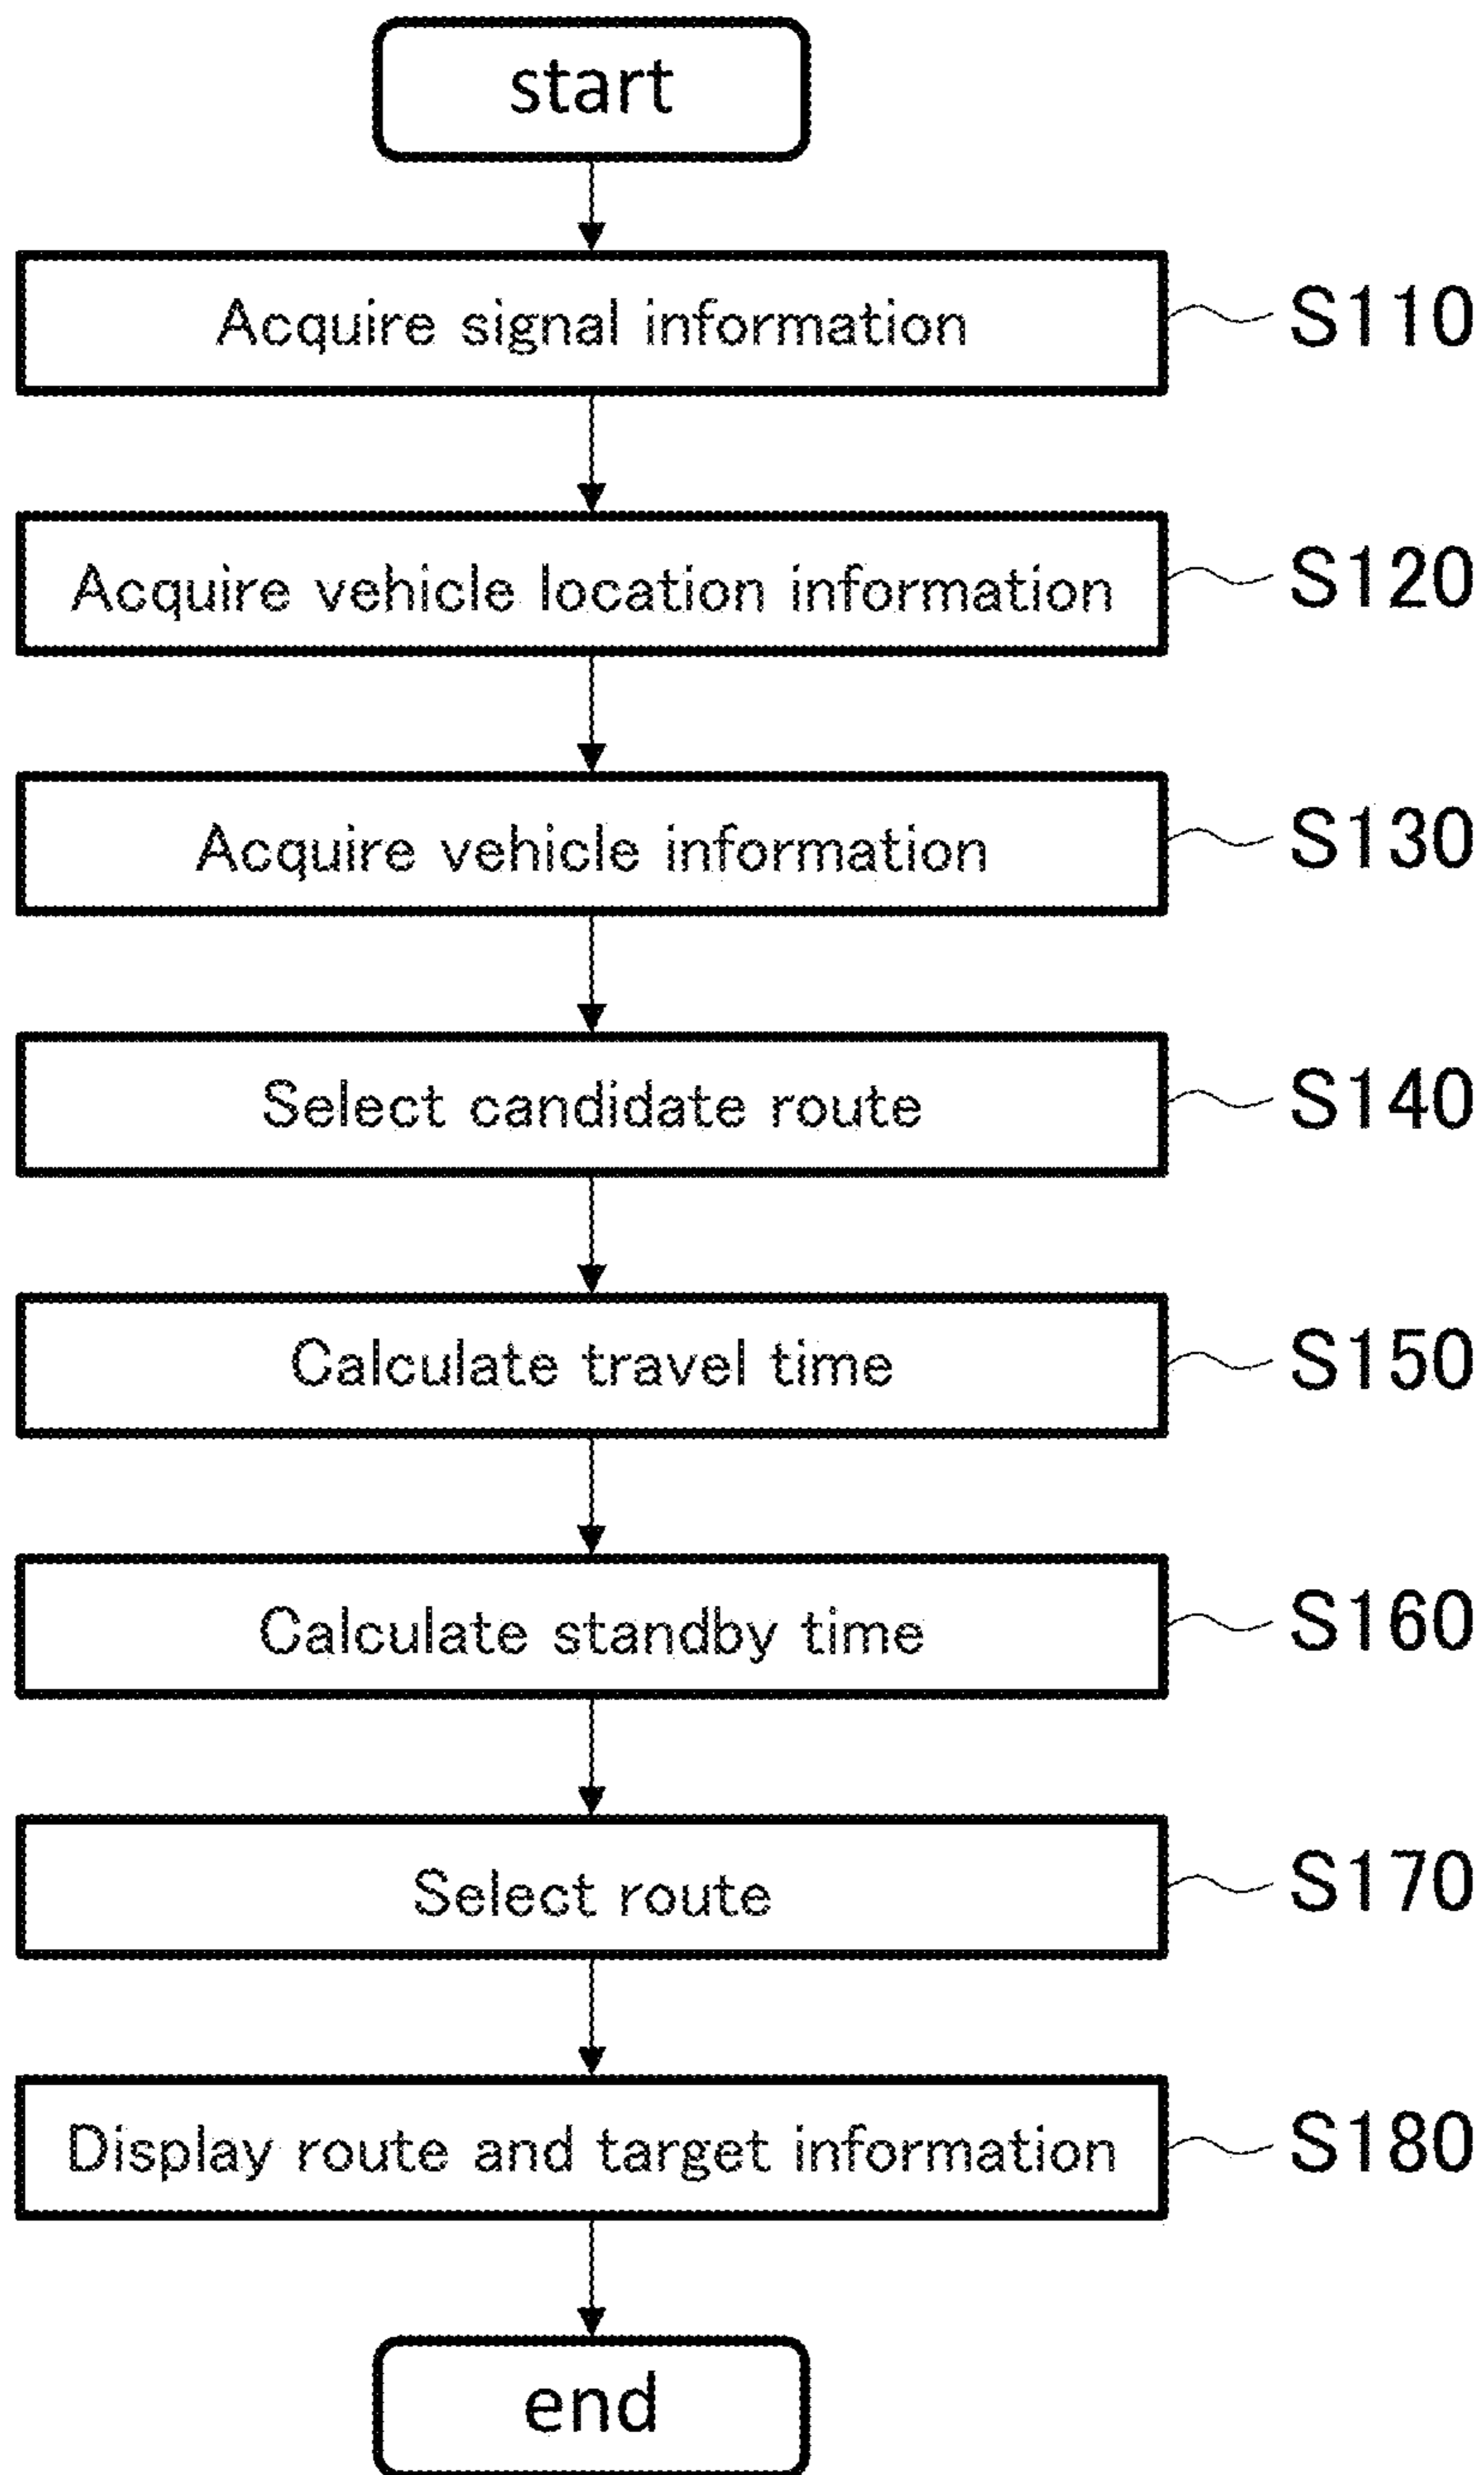 start
Acquire signal information
S110
Acquire vehicle location information
S120
Acquire vehicle information
S130
Select candidate route
S140
Calculate travel time
S150
Calculate standby time
S160
Select route
S170
Display route and target information
S180
end